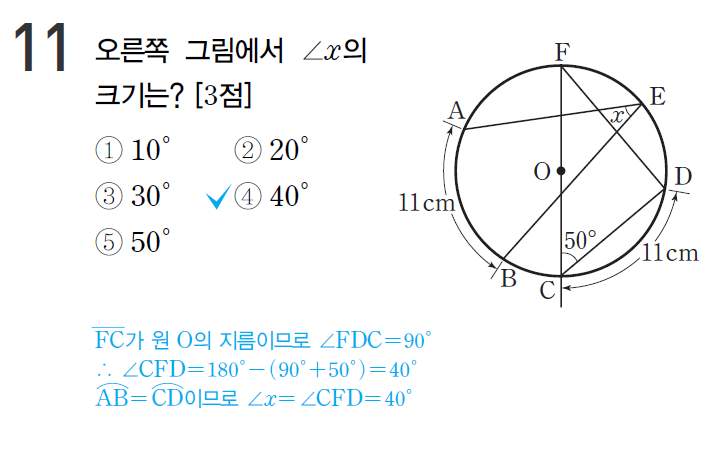 11 오른쪽 그림에서 ∠x의
크기는? [3점]
① 10° ② 20°
③ 30° ④ 40°
⑤ 50°
F
E
A
x
O
D
11cm
50°
11cm
B
C
FC가 원 O의 지름이므로 ∠FDC=90°
∴ ∠CFD=180°-(90°+50°)=40°
AB=CD이므로 ∠x=∠CFD=40°